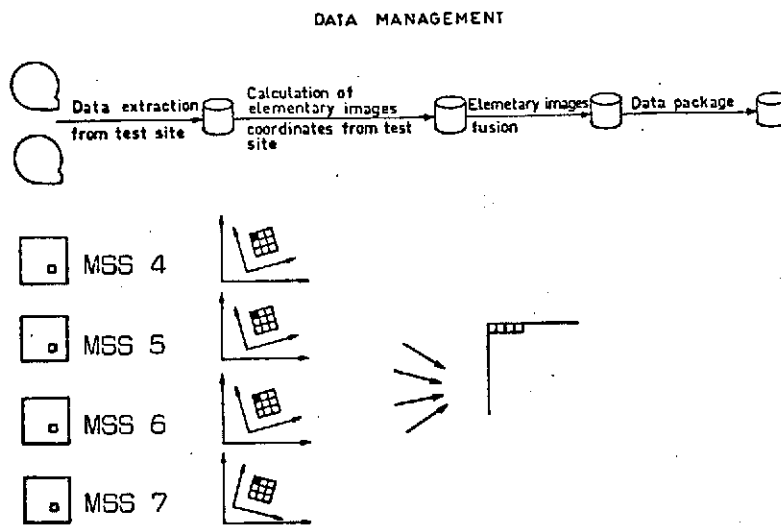 DATA MANAGEMENT
Data extraction
from test site
Calculation of
elementary images
coordinates from test
site
Elemetary images
fusion
Data package
MSS 4
MSS 5
MSS 6
MSS 7